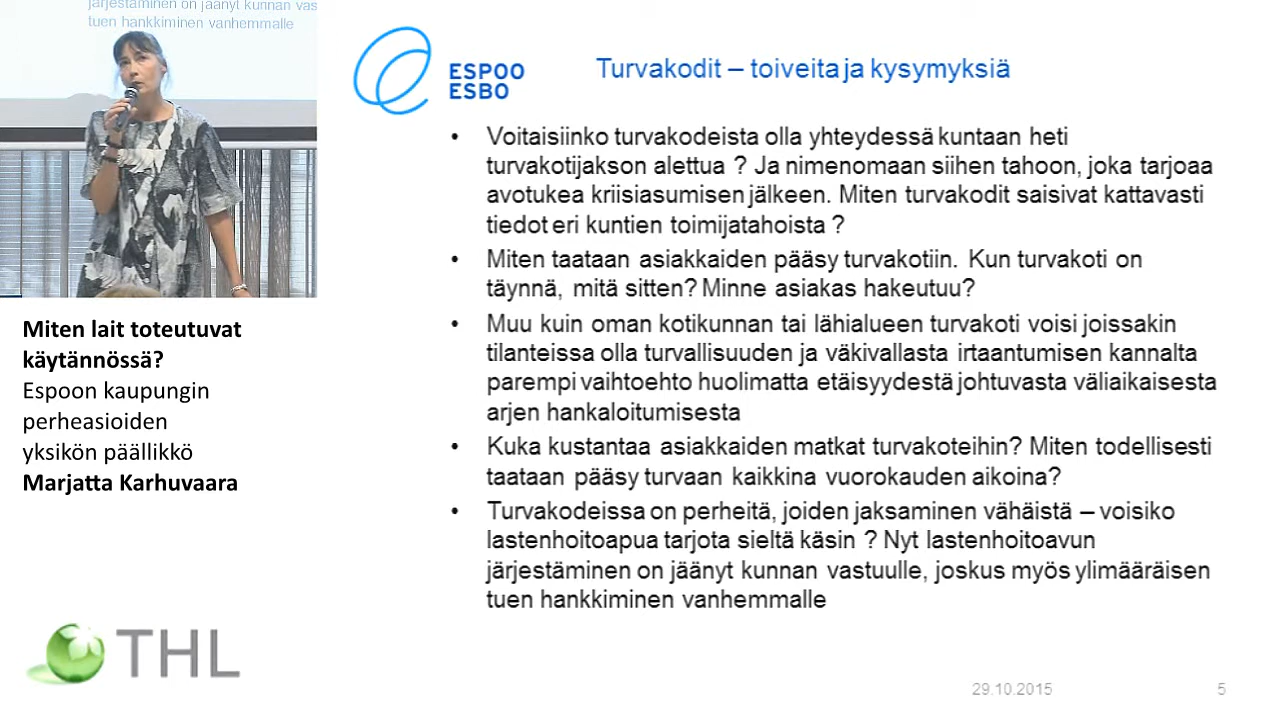 järjestäminen on jäänyt kunnan vas
tuen hankkiminen vanhemmalle
ESPOO
ESBO
Turvakodit – toiveita ja kysymyksiä
• Voitaisiinko turvakodeista olla yhteydessä kuntaan heti
turvakotijakson alettua ? Ja nimenomaan siihen tahoon, joka tarjoaa
avotukea kriisiasumisen jälkeen. Miten turvakodit saisivat kattavasti
tiedot eri kuntien toimijatahoista ?
• Miten taataan asiakkaiden pääsy turvakotiin. Kun turvakoti on
täynnä, mitä sitten? Minne asiakas hakeutuu?
• Muu kuin oman kotikunnan tai lähialueen turvakoti voisi joissakin
tilanteissa olla turvallisuuden ja väkivallasta irtaantumisen kannalta
parempi vaihtoehto huolimatta etäisyydestä johtuvasta väliaikaisesta
arjen hankaloitumisesta
• Kuka kustantaa asiakkaiden matkat turvakoteihin? Miten todellisesti
taataan pääsy turvaan kaikkina vuorokauden aikoina?
• Turvakodeissa on perheitä, joiden jaksaminen vähäistä – voisiko
lastenhoitoapua tarjota sieltä käsin ? Nyt lastenhoitoavun
järjestäminen on jäänyt kunnan vastuulle, joskus myös ylimääräisen
tuen hankkiminen vanhemmalle
Miten lait toteutuvat
käytännössä?
Espoon kaupungin
perheasioiden
yksikön päällikkö
Marjatta Karhuvaara
THL
29.10.2015
5